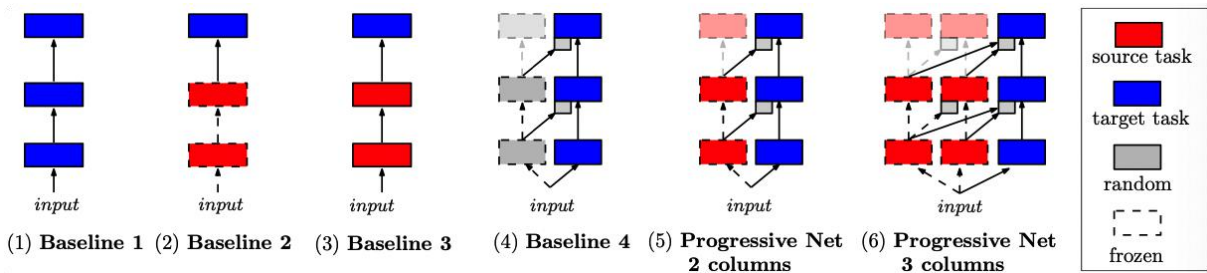 input
input
input
input
input
input
(1) Baseline 1
(2) Baseline 2
(3) Baseline 3
(4) Baseline 4
(5) Progressive Net
2 columns
(6) Progressive Net
3 columns
source task
target task
random
frozen